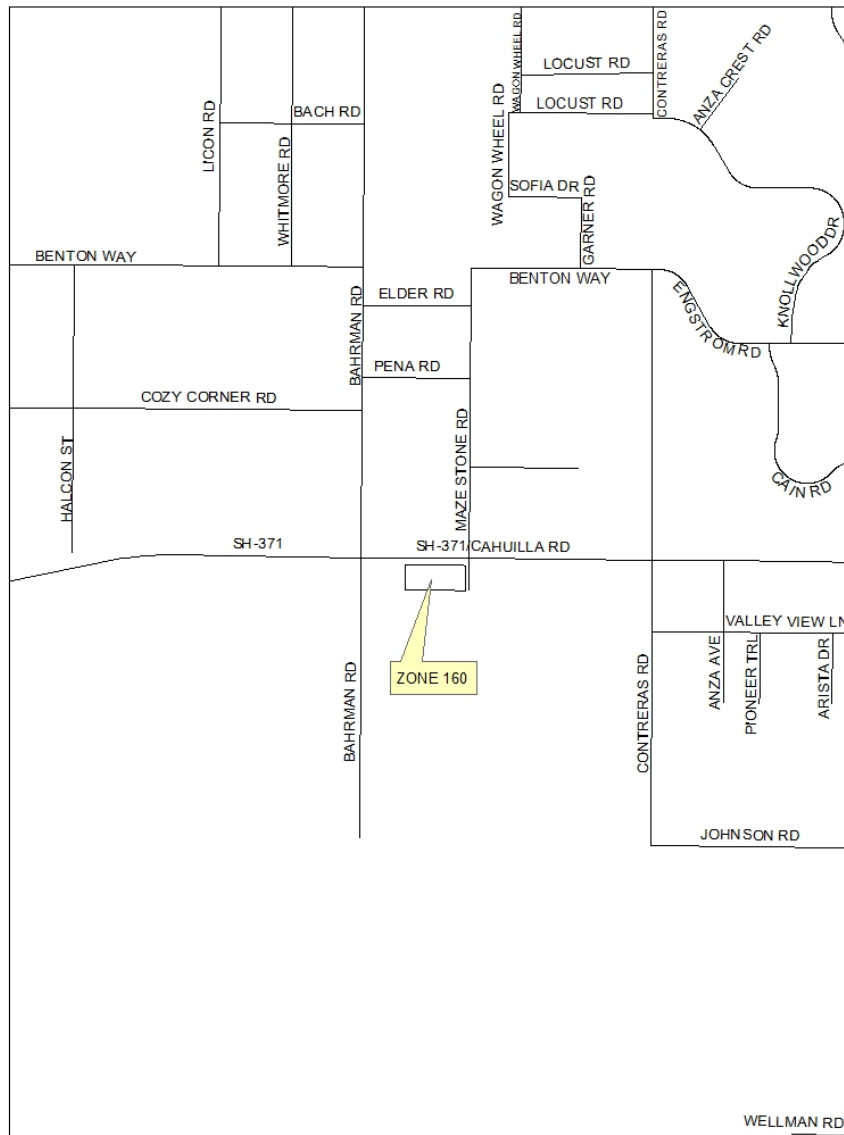 WAGON WHEEL RD
CONTRERAS RD
LOCUST RD
ANZA CREST RD
LOCUST RD
BACH RD
LICON RD
WHITMORE RD
WAGON WHEEL RD
SOFIA DR
GARNER RD
KNOLLWOOD DR
BENTON WAY
BENTON WAY
ELDER RD
BAHRMAN RD
ENGSTROM RD
PENA RD
COZY CORNER RD
MAZE STONE RD
HALCON ST
CAIN RD
SH-371
SH-371/CAHUILLA RD
VALLEY VIEW LN
ZONE 160
BAHRMAN RD
CONTRERAS RD
ANZA AVE
PIONEER TRL
ARISTA DR
JOHNSON RD
WELLMAN RD